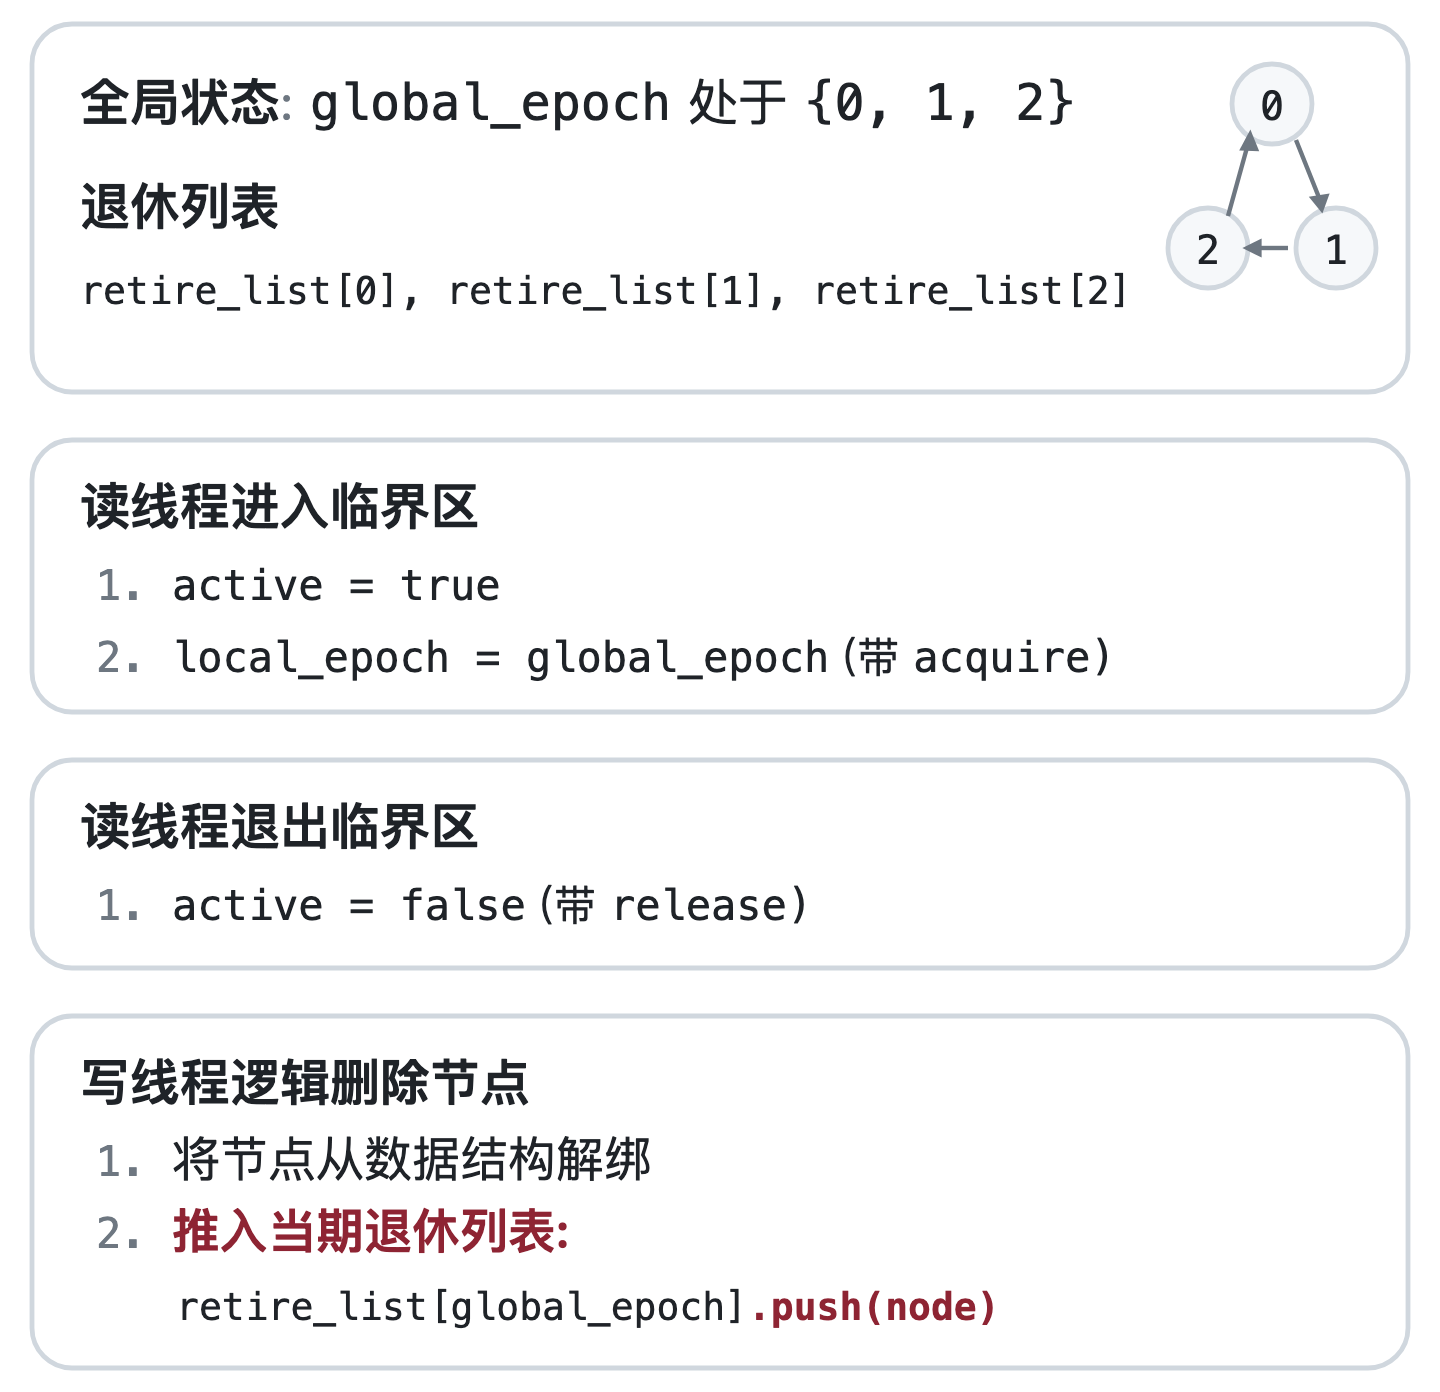 全局状态: global_epoch 处于 {0, 1, 2}
退休列表
retire_list[0], retire_list[1], retire_list[2]
0
2
1
读线程进入临界区
1. active = true
2. local_epoch = global_epoch (带 acquire)
读线程退出临界区
1. active = false (带 release)
写线程逻辑删除节点
1. 将节点从数据结构解绑
2. 推入当期退休列表:
retire_list[global_epoch].push(node)